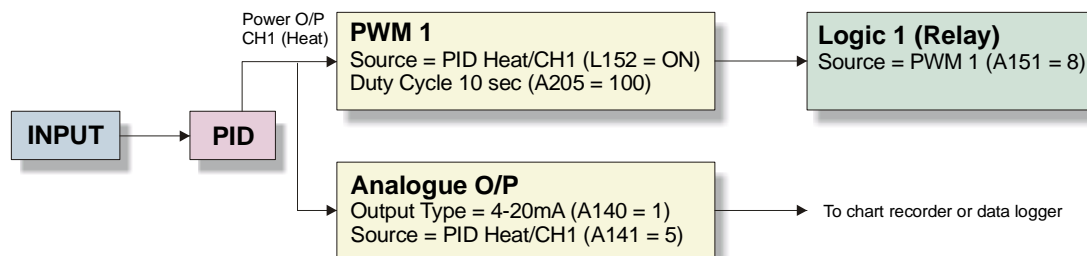 Power O/P
CH1 (Heat)
PWM 1
Source = PID Heat/CH1 (L152 = ON)
Duty Cycle 10 sec (A205 = 100)
Logic 1 (Relay)
Source = PWM 1 (A151 = 8)
INPUT
PID
Analogue O/P
Output Type = 4-20mA (A140 = 1)
Source = PID Heat/CH1 (A141 = 5)
To chart recorder or data logger